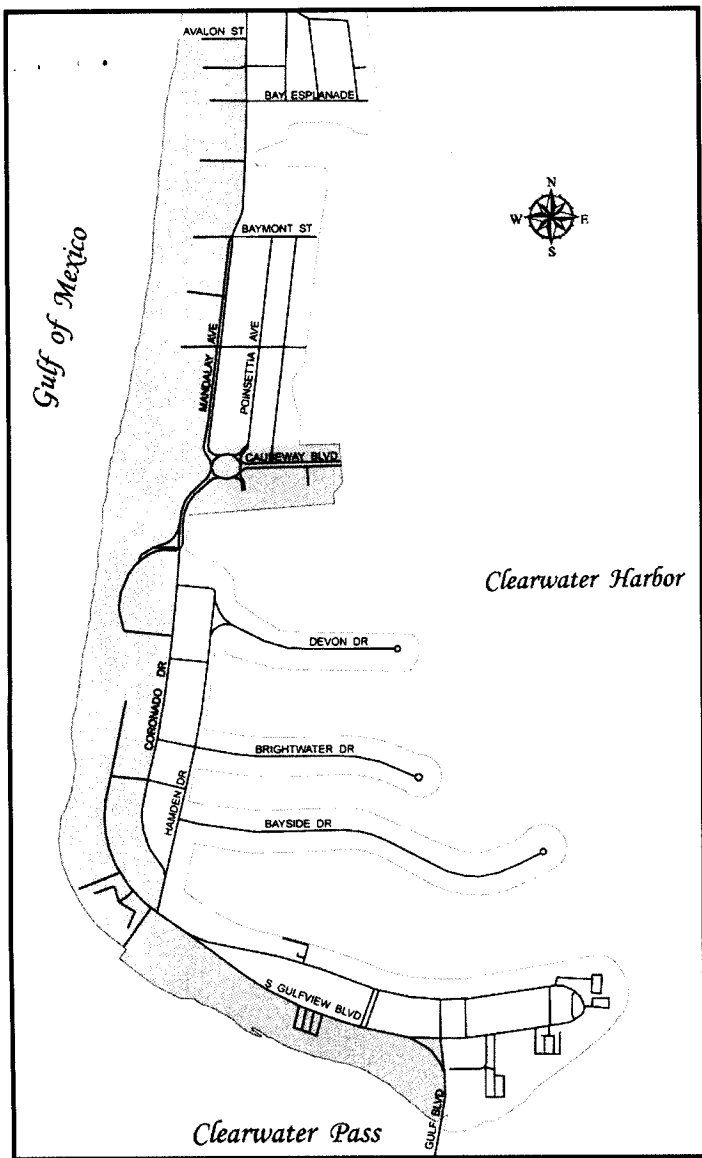 AVALON ST
BAY ESPLANADE
N
W E
S
BAYMONT ST
Gulf of Mexico
MANDALAY AVE
POINSETTIA AVE
CAUSEWAY BLVD
Clearwater Harbor
DEVON DR
CORONADO DR
BRIGHTWATER DR
HAMDEN DR
BAYSIDE DR
S GULFVIEW BLVD
GULF BLVD
Clearwater Pass